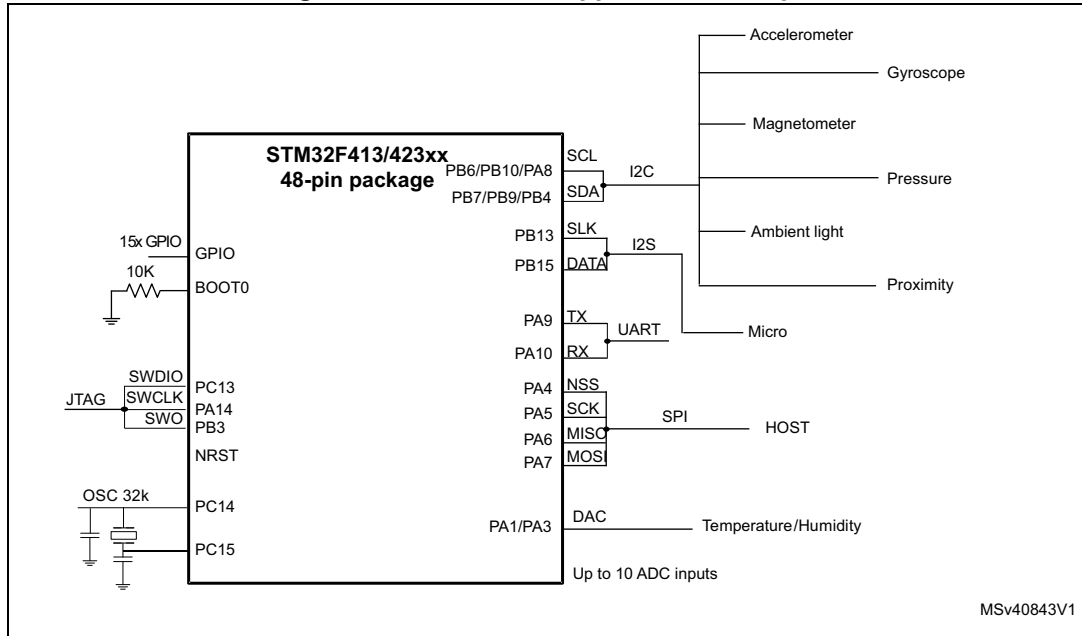 Accelerometer
Gyroscope
Magnetometer
Pressure
Ambient light
Proximity
Micro
STM32F413/423xx
48-pin package
PB6/PB10/PA8
SCL
I2C
PB7/PB9/PB4
SDA
15x GPIO
GPIO
10K
BOOT0
PB13
SLK
I2S
PB15
DATA
PA9
TX
UART
PA10
RX
JTAG
SWDIO
PC13
SWCLK
PA14
SWO
PB3
NRST
PA4
NSS
PA5
SCK
SPI
HOST
PA6
MISO
PA7
MOSI
OSC 32k
PC14
PC15
PA1/PA3
DAC
Temperature/Humidity
Up to 10 ADC inputs
MSv40843V1